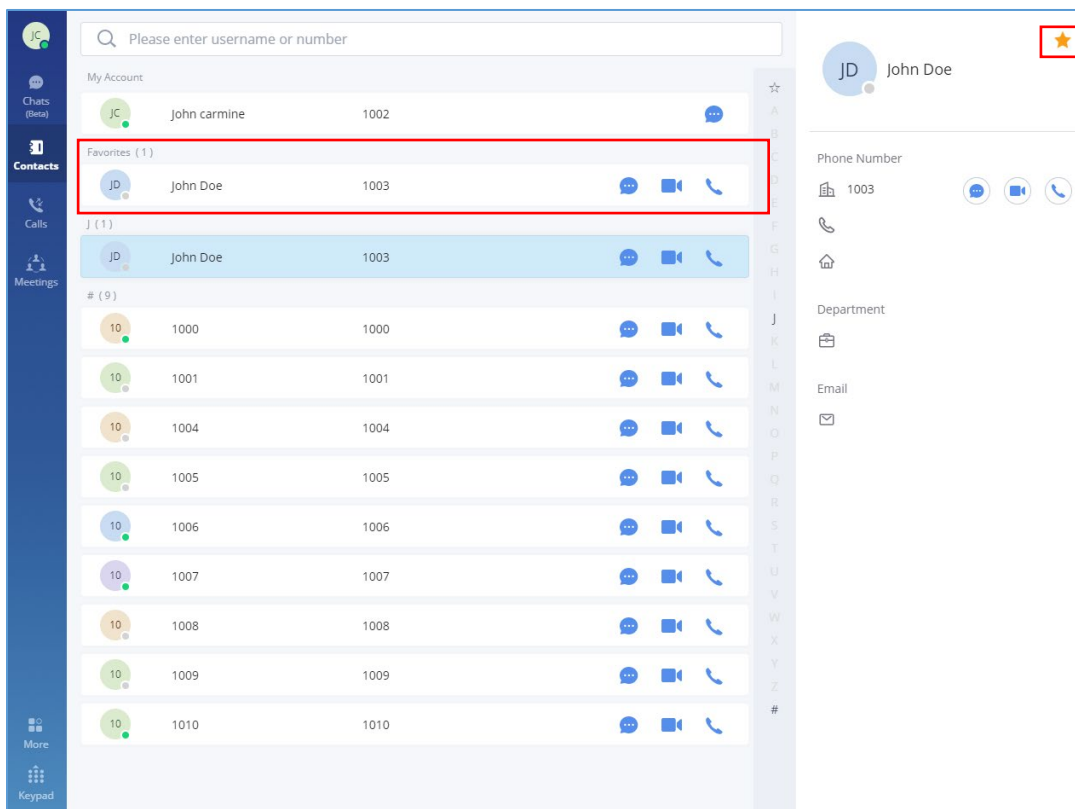 JC
Chats
(Beta)
Contacts
Calls
Meetings
More
Keypad
Please enter username or number
My Account
JC John carmine 1002
Favorites (1)
JD John Doe 1003
J (1)
JD John Doe 1003
# (9)
10 1000 1000
10 1001 1001
10 1004 1004
10 1005 1005
10 1006 1006
10 1007 1007
10 1008 1008
10 1009 1009
10 1010 1010
A
B
C
D
E
F
G
H
I
J
K
L
M
N
O
P
Q
R
S
T
U
V
W
X
Y
Z
#
JD John Doe
Phone Number
1003
Department
Email